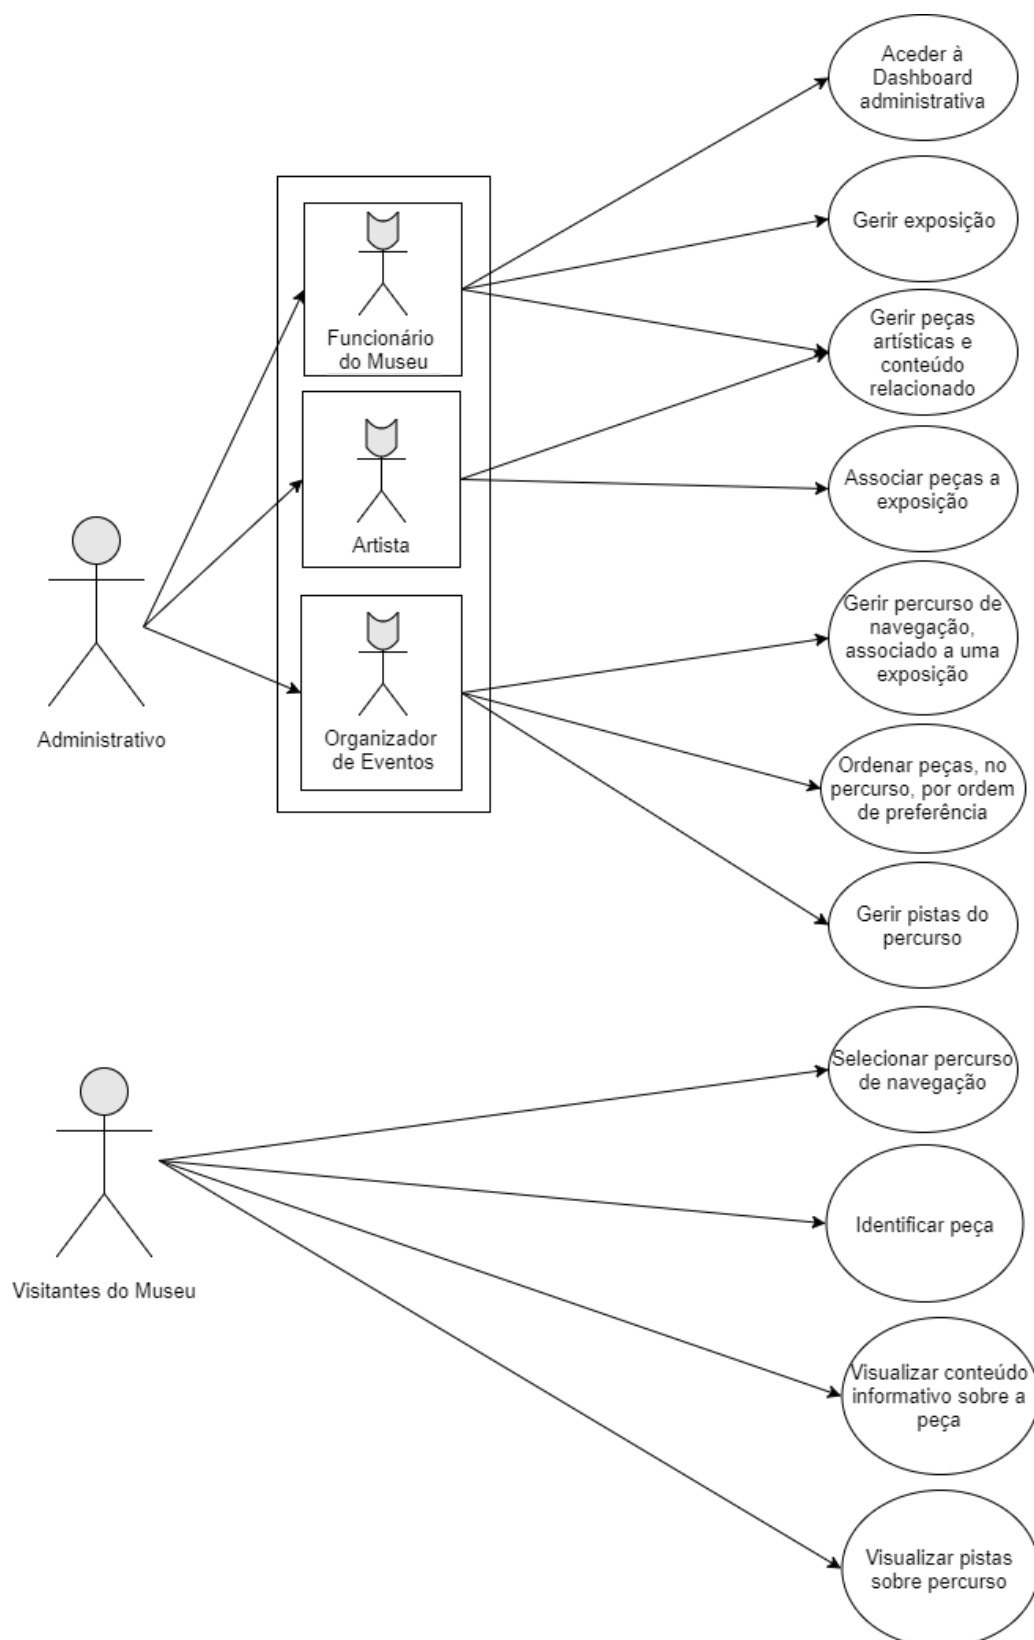 Aceder à
Dashboard
administrativa
Gerir exposição
Funcionário
do Museu
Gerir peças
artísticas e
conteúdo
relacionado
Artista
Associar peças a
exposição
Administrativo
Organizador
de Eventos
Gerir percurso de
navegação,
associado a uma
exposição
Ordenar peças, no
percurso, por ordem
de preferência
Gerir pistas do
percurso
Visitantes do Museu
Selecionar percurso
de navegação
Identificar peça
Visualizar conteúdo
informativo sobre a
peça
Visualizar pistas
sobre percurso